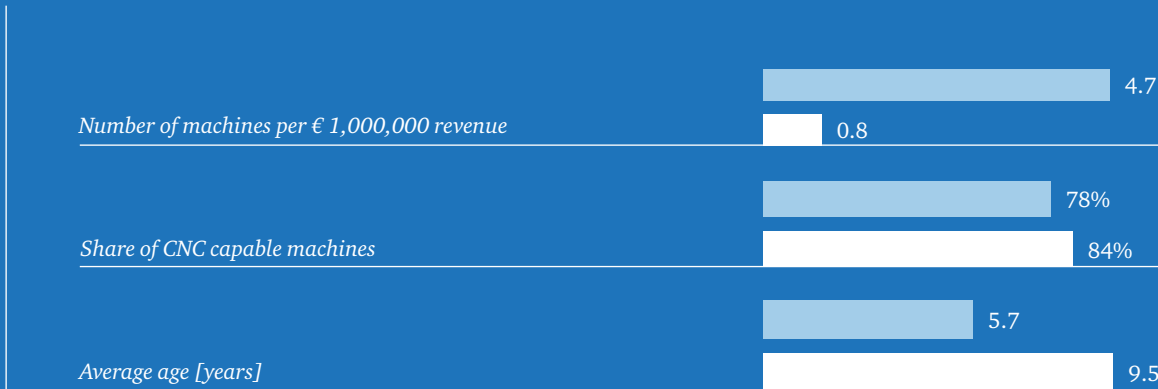 4.7
Number of machines per € 1,000,000 revenue
0.8
78%
Share of CNC capable machines
84%
5.7
Average age [years]
9.5